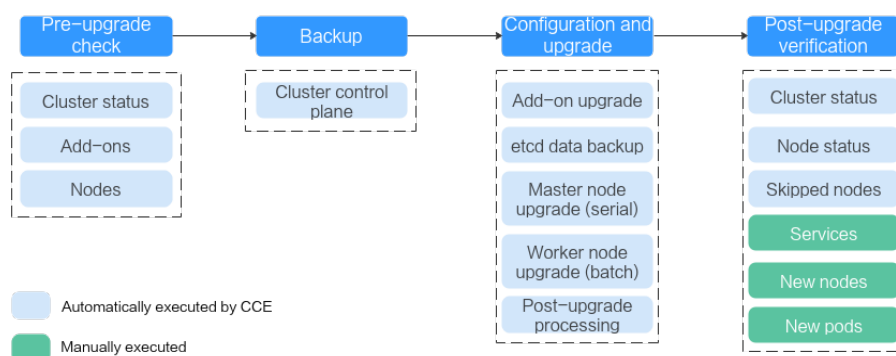 Pre-upgrade
check
Backup
Configuration and
upgrade
Post-upgrade
verification
Cluster status
Add-ons
Nodes
Cluster control
plane
Add-on upgrade
etcd data backup
Master node
upgrade (serial)
Worker node
upgrade (batch)
Post-upgrade
processing
Cluster status
Node status
Skipped nodes
Services
New nodes
New pods
Automatically executed by CCE
Manually executed